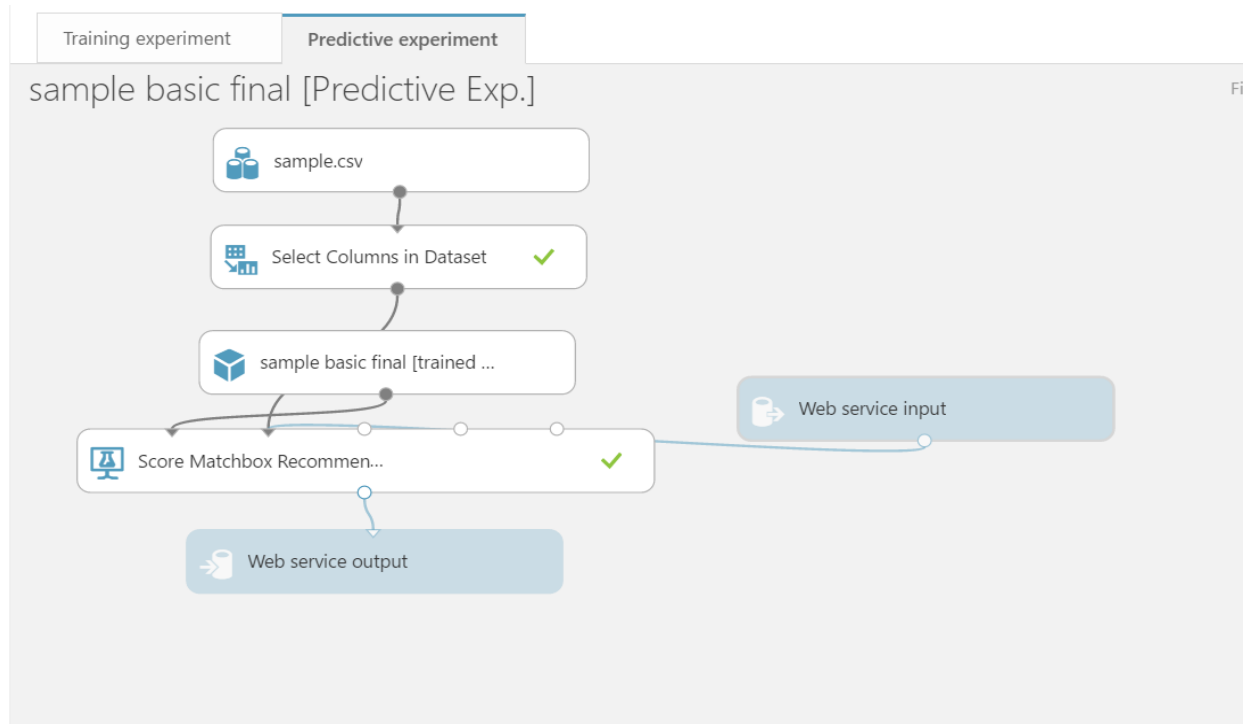 Training experiment
Predictive experiment
sample basic final [Predictive Exp.]
Fi
sample.csv
Select Columns in Dataset
sample basic final [trained ...
Web service input
Score Matchbox Recommen...
Web service output